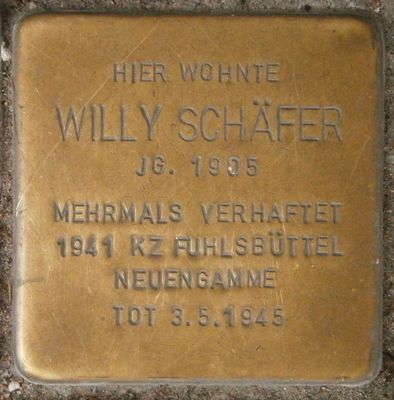 HIER WOHNTE
WILLY SCHÄFER
JG. 1905
MEHRMALS VERHAFTET
1941 KZ FUHLSBÜTTEL
NEUENGAMME
TOT 3.5.1945